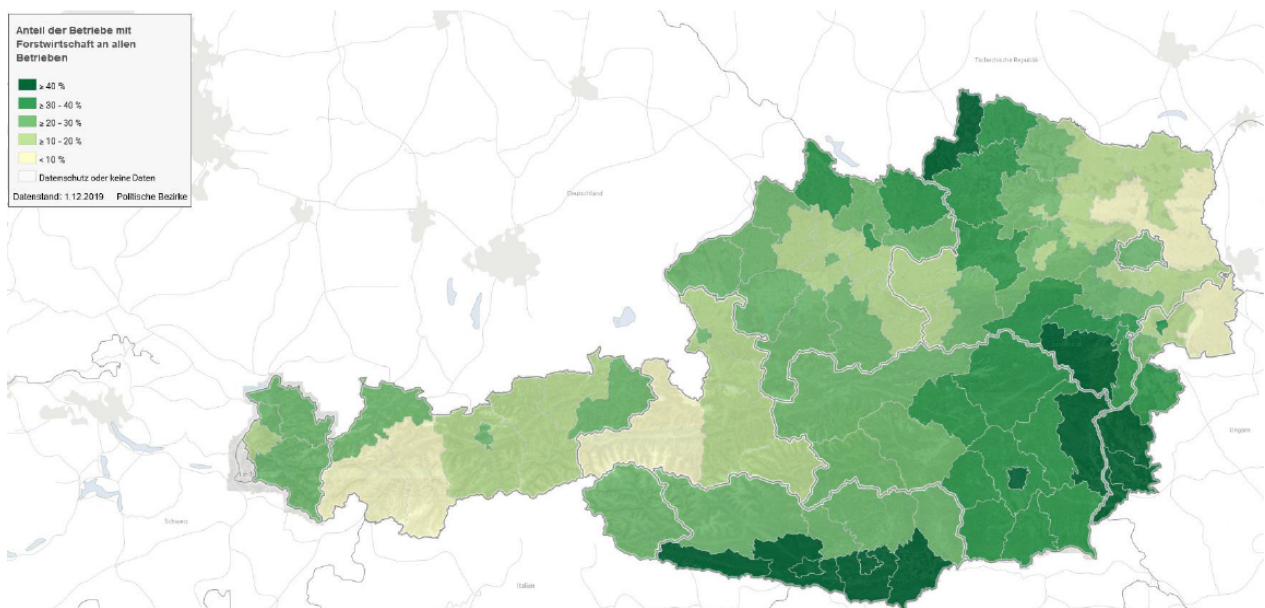 Anteil der Betriebe mit
Forstwirtschaft an allen
Betrieben
≥ 40 %
≥ 30 - 40 %
≥ 20 - 30 %
≥ 10 - 20 %
< 10 %
Datenschutz oder keine Daten
Datenstand: 1.12.2019 Politische Bezirke
Tschechische Republik
Deutschland
Ungarn
Schweiz
Italien